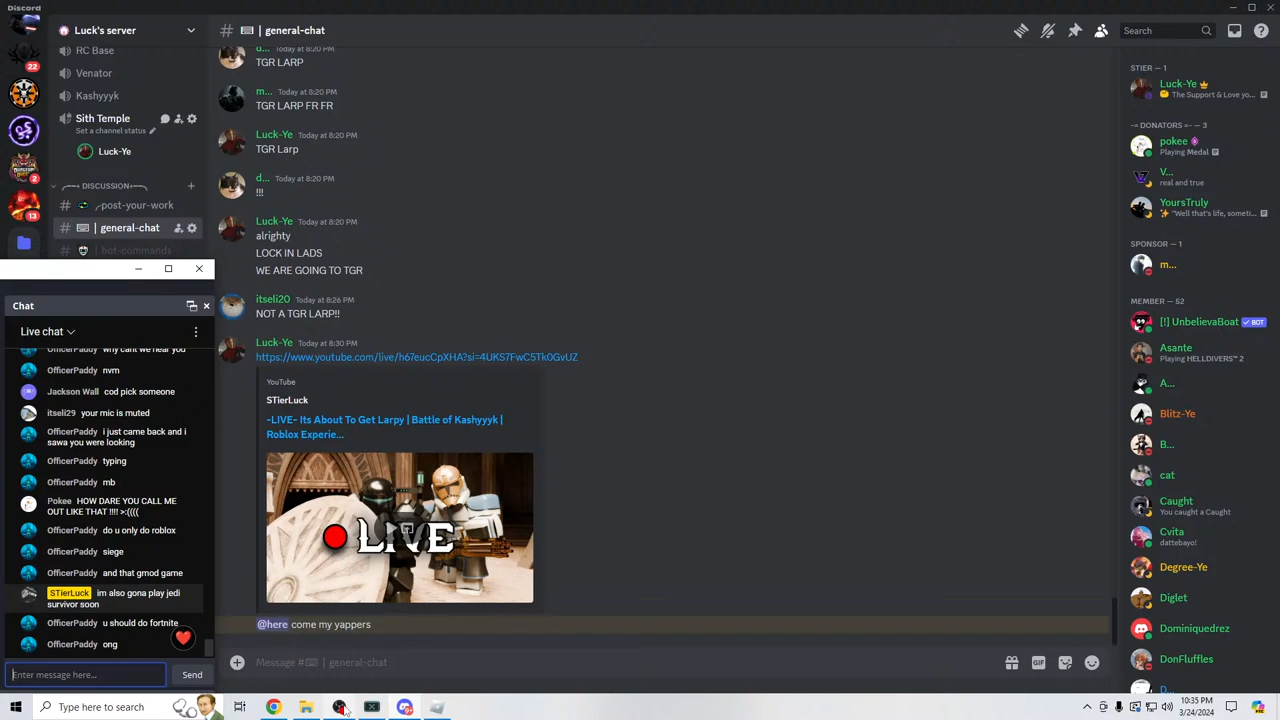 Discord
Luck's server
22
2
13
RC Base
Venator
Kashyyyk
Sith Temple
Set a channel status
Luck-Ye
DISCUSSION
post-your-work
general-chat
bot-commands
# | general-chat
Search
d... Today at 8:20 PM
TGR LARP
m... Today at 8:20 PM
TGR LARP FR FR
Luck-Ye Today at 8:20 PM
TGR Larp
d... Today at 8:20 PM
!!!
Luck-Ye Today at 8:20 PM
alrighty
LOCK IN LADS
WE ARE GOING TO TGR
itseli20 Today at 8:26 PM
NOT A TGR LARP!!
Luck-Ye Today at 8:30 PM
https://www.youtube.com/live/h67eucCpXHA?si=4UKS7FwC5Tk0GvUZ
YouTube
STierLuck
-LIVE- Its About To Get Larpy | Battle of Kashyyyk |
Roblox Experie...
LIVE
@here come my yappers
Message # | general-chat
GIF
Chat
Live chat
OfficerPaddy why cant we hear you
OfficerPaddy nvm
Jackson Wall cod pick someone
itseli29 your mic is muted
OfficerPaddy i just came back and i
sawa you were looking
OfficerPaddy typing
OfficerPaddy mb
Pokee HOW DARE YOU CALL ME
OUT LIKE THAT !!!! >:((((
OfficerPaddy do u only do roblox
OfficerPaddy siege
OfficerPaddy and that gmod game
STierLuck im also gona play jedi
survivor soon
OfficerPaddy u should do fortnite
OfficerPaddy ong
Enter message here...
Send
STIER — 1
Luck-Ye
The Support & Love yo...
-= DONATORS =- — 3
pokee
Playing Medal
V...
real and true
YoursTruly
"Well that's life, someti...
SPONSOR — 1
m...
MEMBER — 52
[!] UnbelievaBoat BOT
Asante
Playing HELLDIVERS™ 2
A...
Blitz-Ye
B...
cat
Caught
You caught a Caught
Cvita
dattebayo!
Degree-Ye
Diglet
Dominiquedrez
DonFluffles
D...
Type here to search
10:35 PM
3/24/2024